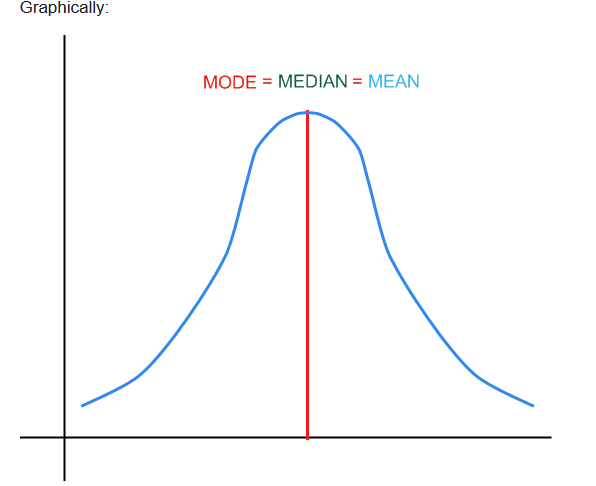 Graphically:
MODE = MEDIAN = MEAN